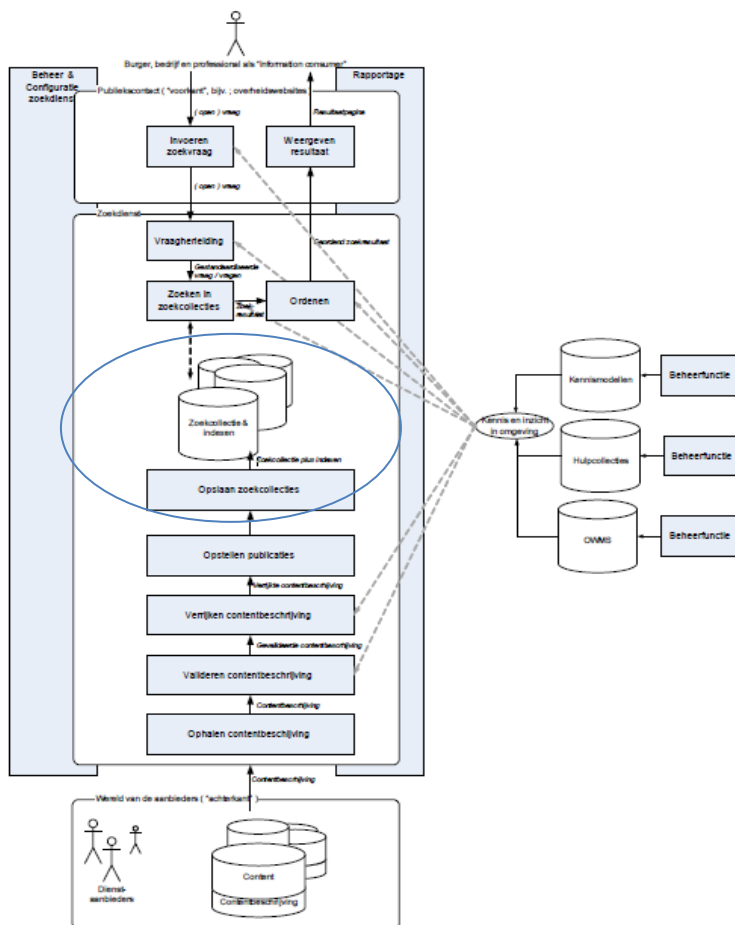 Burger, bedrijf en professional als "Information consumer"
Beheer &
Configuratie
zoekdienst
Rapportage
Publiekscontact ( "voorkant", bijv. ; overheidswebsites )
( open ) vraag
Resultaatpagina
Invoeren
zoekvraag
Weergeven
resultaat
( open ) vraag
Zoekdienst
Vraagherleiding
Geordend zoekresultaat
Gestandaardiseerde
vraag / vragen
Zoeken in
zoekcollecties
Zoek-
resultaat
Ordenen
Zoekcollectie &
Indexen
Zoekcollectie plus indexen
Opslaan zoekcollecties
Opstellen publicaties
Verrijkte contentbeschrijving
Verrijken contentbeschrijving
Gevalideerde contentbeschrijving
Valideren contentbeschrijving
Contentbeschrijving
Ophalen contentbeschijving
Contentbeschrijving
Kennismodellen
Beheerfunctie
Kennis en inzicht
in omgeving
Hulpcollecties
Beheerfunctie
OWMS
Beheerfunctie
Wereld van de aanbieders ( "achterkant" )
Dienst-
aanbieders
Content
Contentbeschrijving